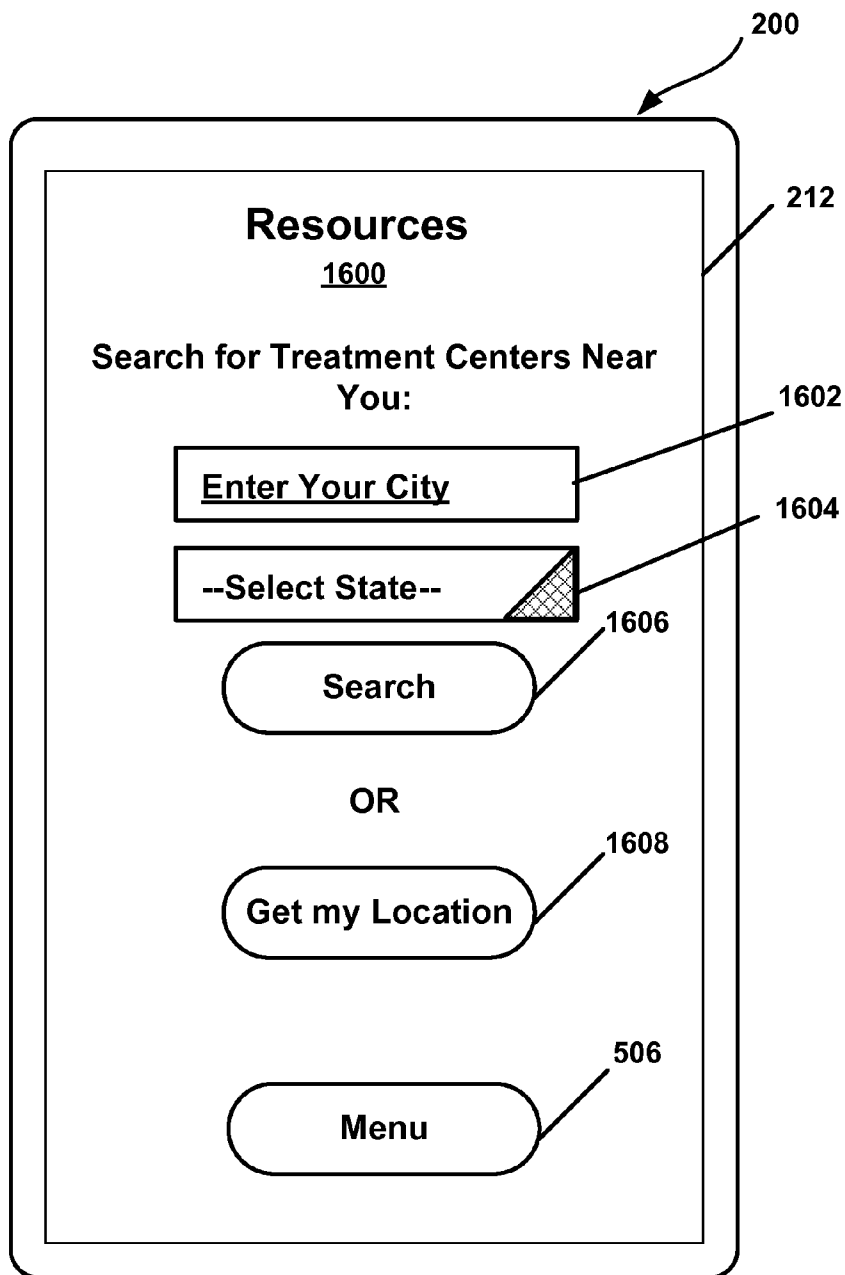 200
212
Resources
1600
Search for Treatment Centers Near
You:
1602
Enter Your City
1604
--Select State--
1606
Search
OR
1608
Get my Location
506
Menu